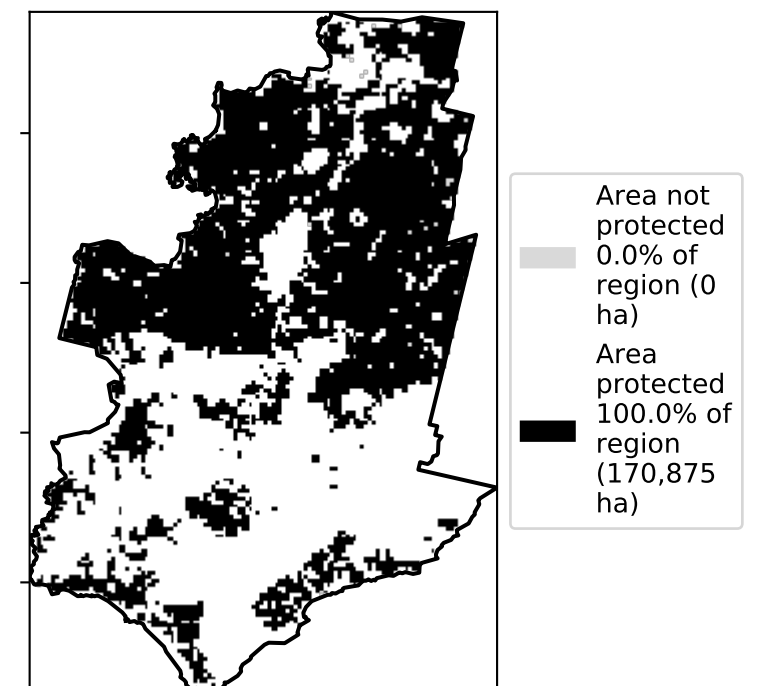 Area not
protected
0.0% of
region (0
ha)
Area
protected
100.0% of
region
(170,875
ha)